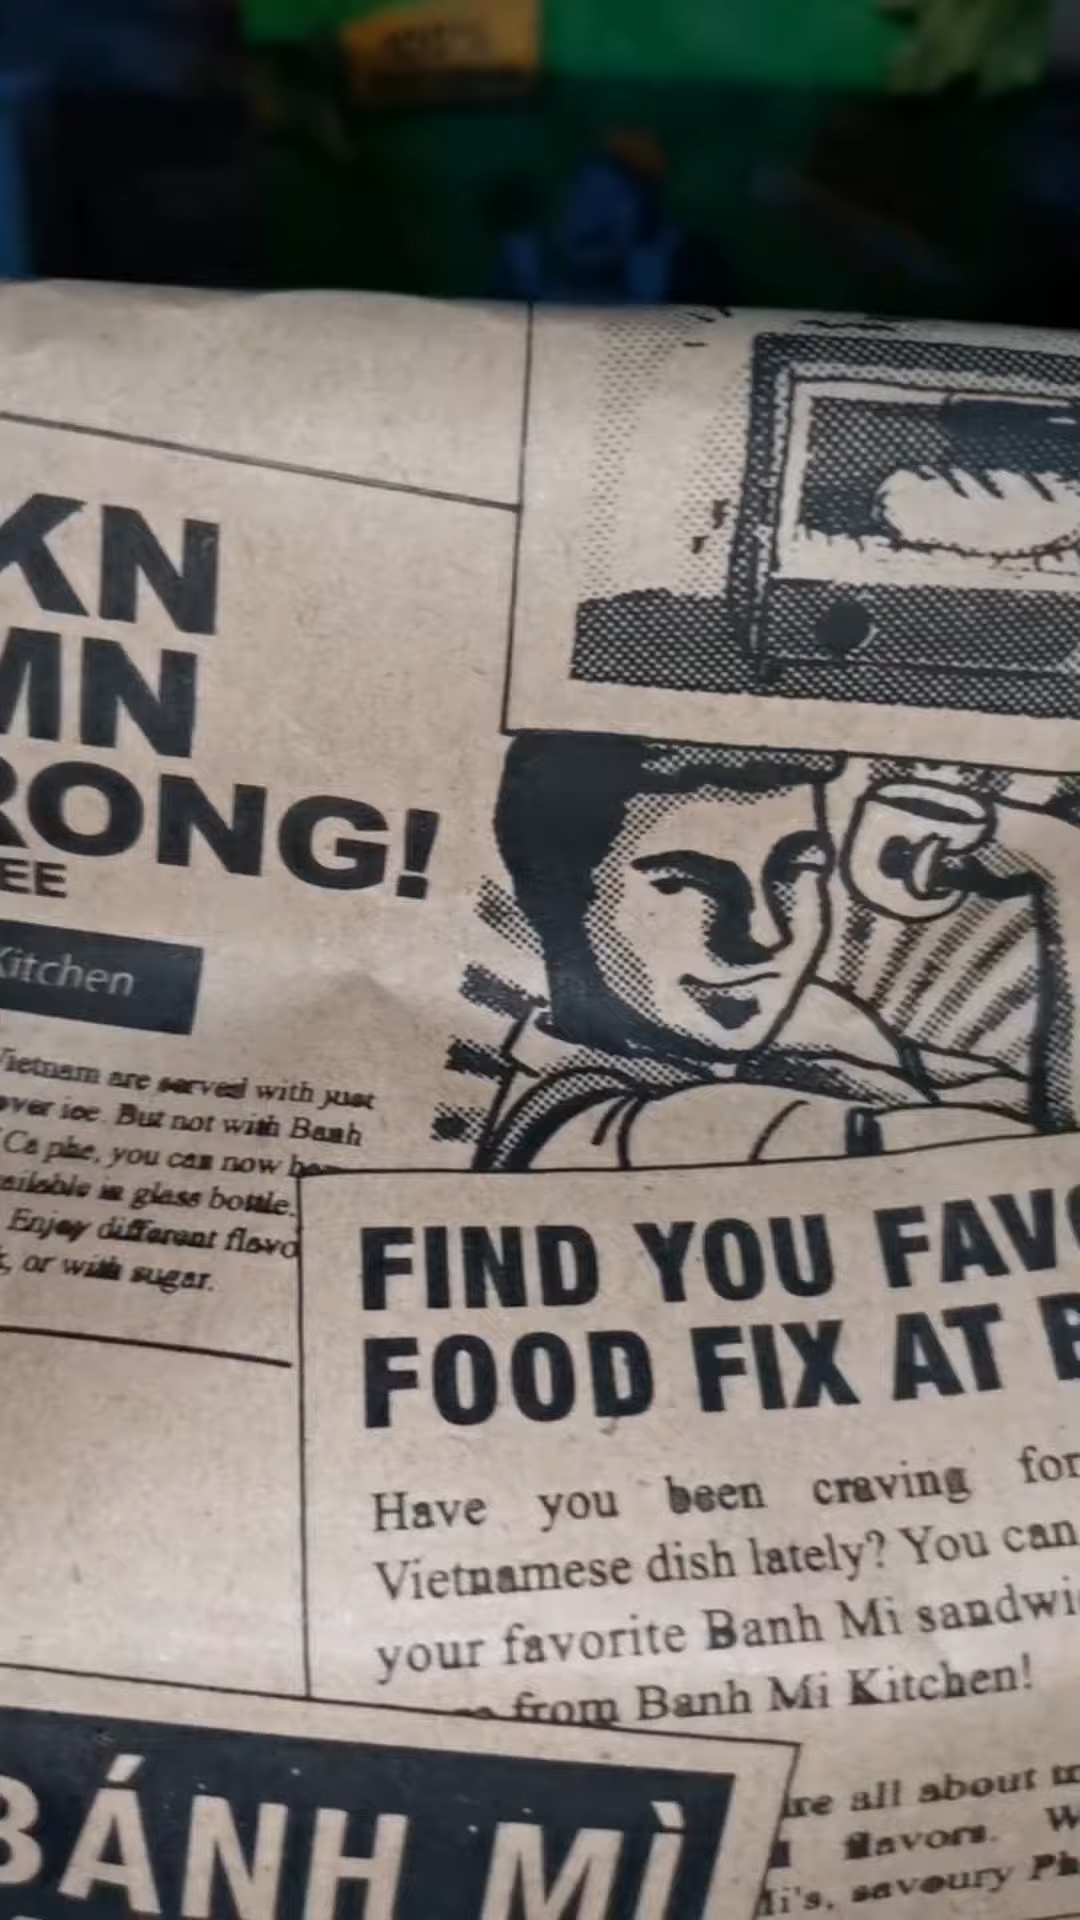 KN
MN
RONG!
EE
Kitchen
Vietnam are served with just
over ice. But not with Banh
Ca phe, you can now
available in glass bottle.
Enjoy different flavo
, or with sugar.
FIND YOU FAVO
FOOD FIX AT B
Have you been craving for
Vietnamese dish lately? You can
your favorite Banh Mi sandwi
from Banh Mi Kitchen!
BÁNH MÌ
are all about
flavors. W
Mi's, savoury Ph